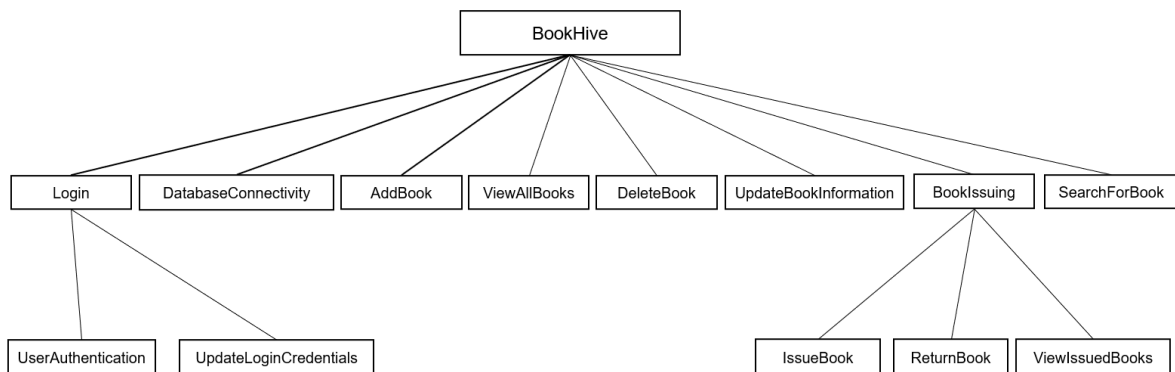 BookHive
Login
DatabaseConnectivity
AddBook
ViewAllBooks
DeleteBook
UpdateBookInformation
BookIssuing
SearchForBook
UserAuthentication
UpdateLoginCredentials
IssueBook
ReturnBook
ViewIssuedBooks